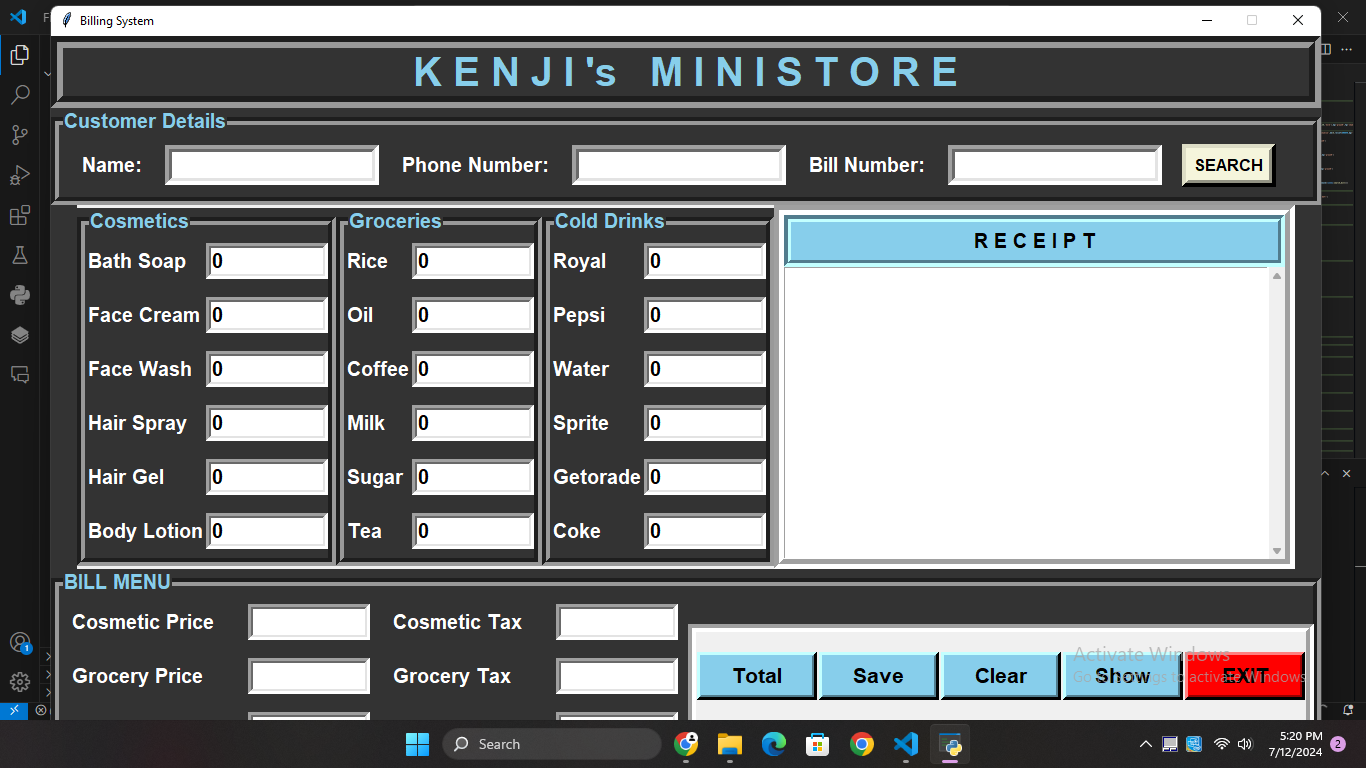 F
Billing System
K E N J I 's M I N I S T O R E
Customer Details
Name: Phone Number: Bill Number: SEARCH
Cosmetics Groceries Cold Drinks R E C E I P T
Bath Soap 0 Rice 0 Royal 0
Face Cream 0 Oil 0 Pepsi 0
Face Wash 0 Coffee 0 Water 0
Hair Spray 0 Milk 0 Sprite 0
Hair Gel 0 Sugar 0 Getorade 0
Body Lotion 0 Tea 0 Coke 0
BILL MENU
Cosmetic Price Cosmetic Tax
Grocery Price Grocery Tax
Total Save Clear Show EXIT
Activate Windows
Go to Settings to activate Windows.
1
Search
5:20 PM
7/12/2024
2